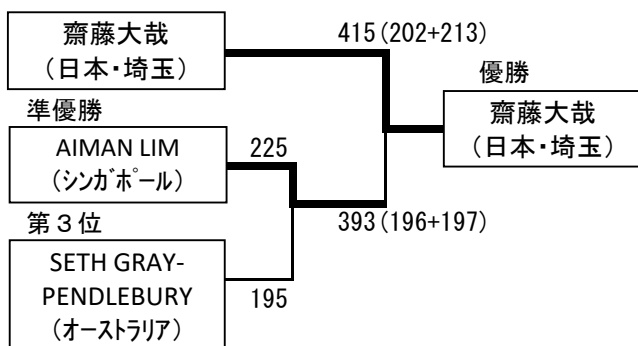 齋藤大哉
(日本・埼玉)
415(202+213)
優勝
齋藤大哉
(日本・埼玉)
準優勝
AIMAN LIM
(シンガポール)
225
393(196+197)
第3位
SETH GRAY-
PENDLEBURY
(オーストラリア)
195